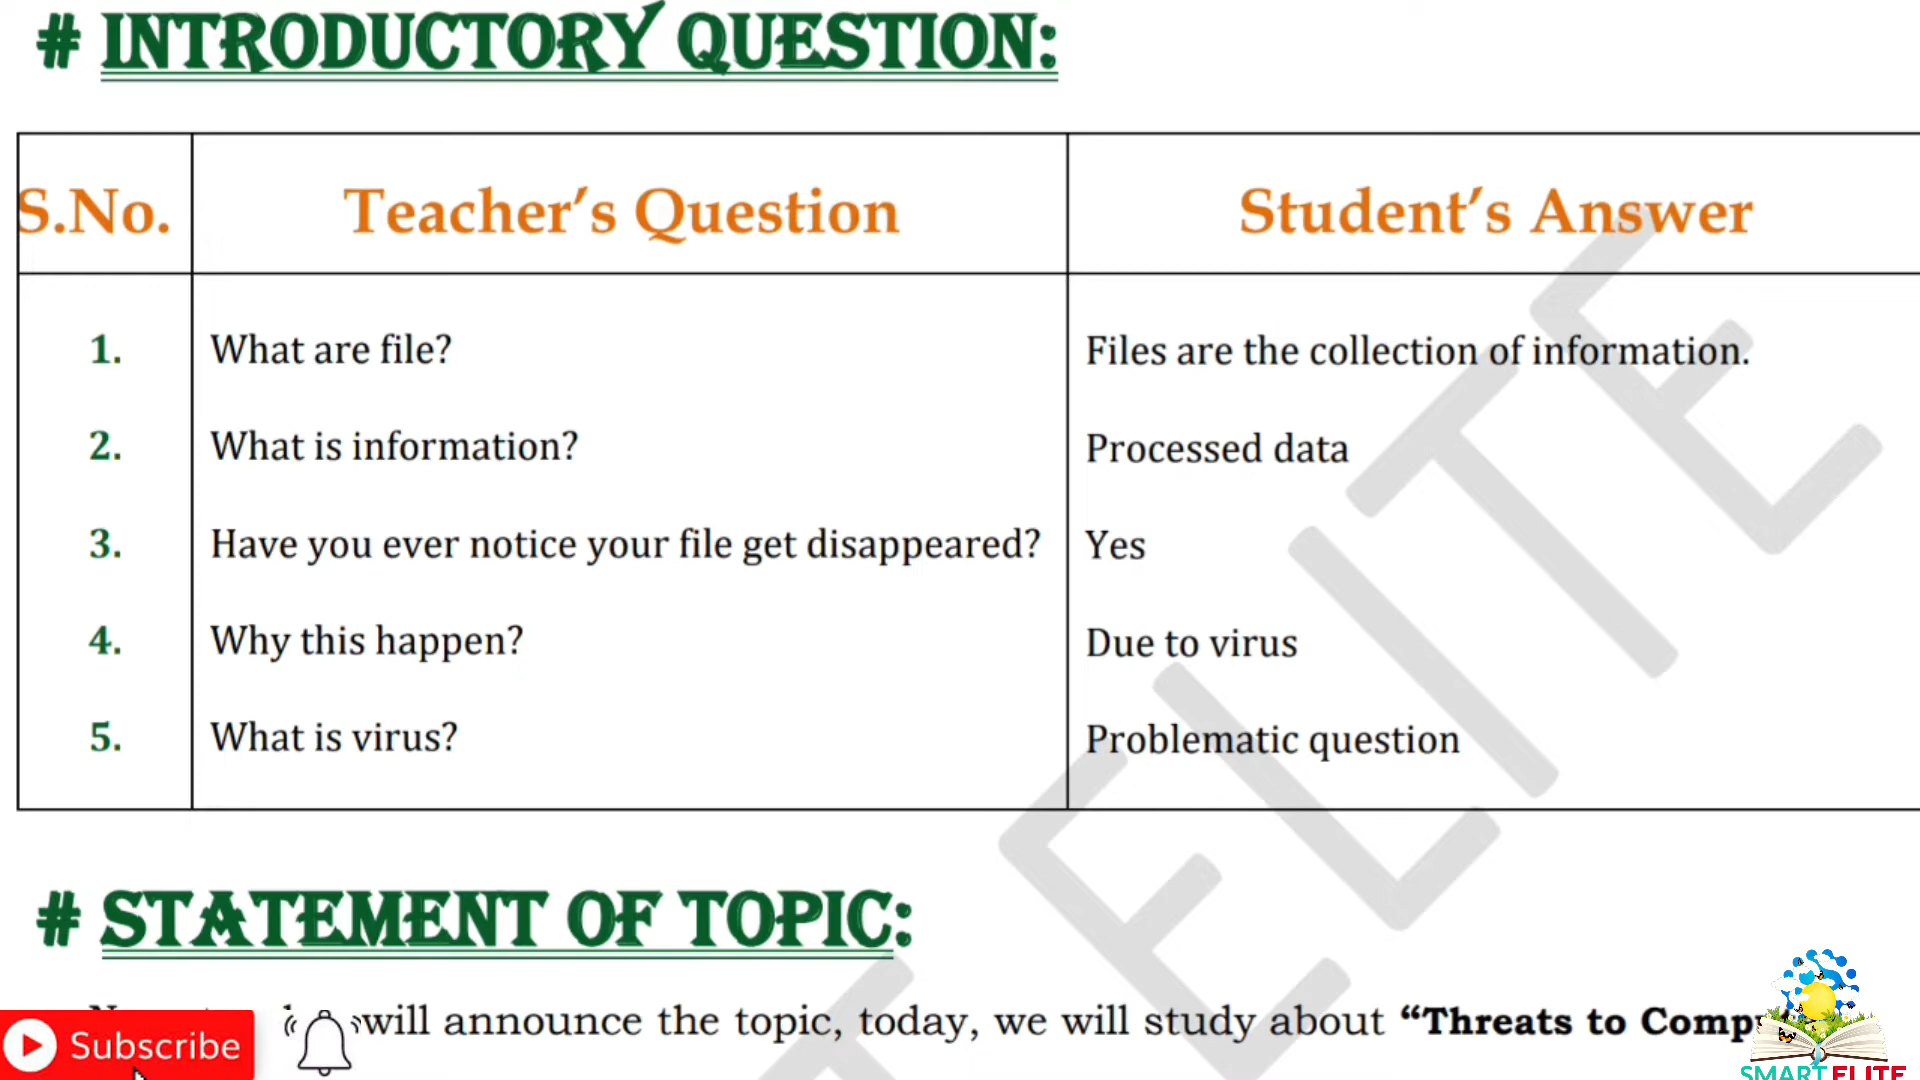 # INTRODUCTORY QUESTION:
S.No. Teacher's Question Student's Answer
1. What are file? Files are the collection of information.
2. What is information? Processed data
3. Have you ever notice your file get disappeared? Yes
4. Why this happen? Due to virus
5. What is virus? Problematic question
# STATEMENT OF TOPIC:
will announce the topic, today, we will study about “Threats to
Subscribe
SMART ELITE
ELITE